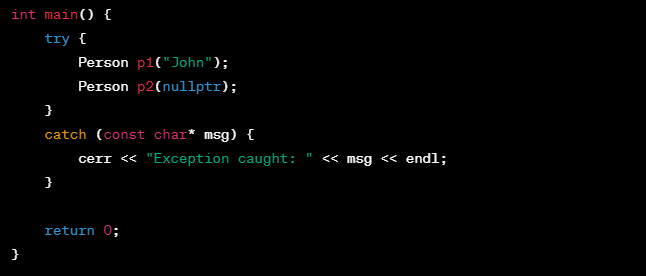 int main() {
    try {
        Person p1("John");
        Person p2(nullptr);
    }
    catch (const char* msg) {
        cerr << "Exception caught: " << msg << endl;
    }

    return 0;
}